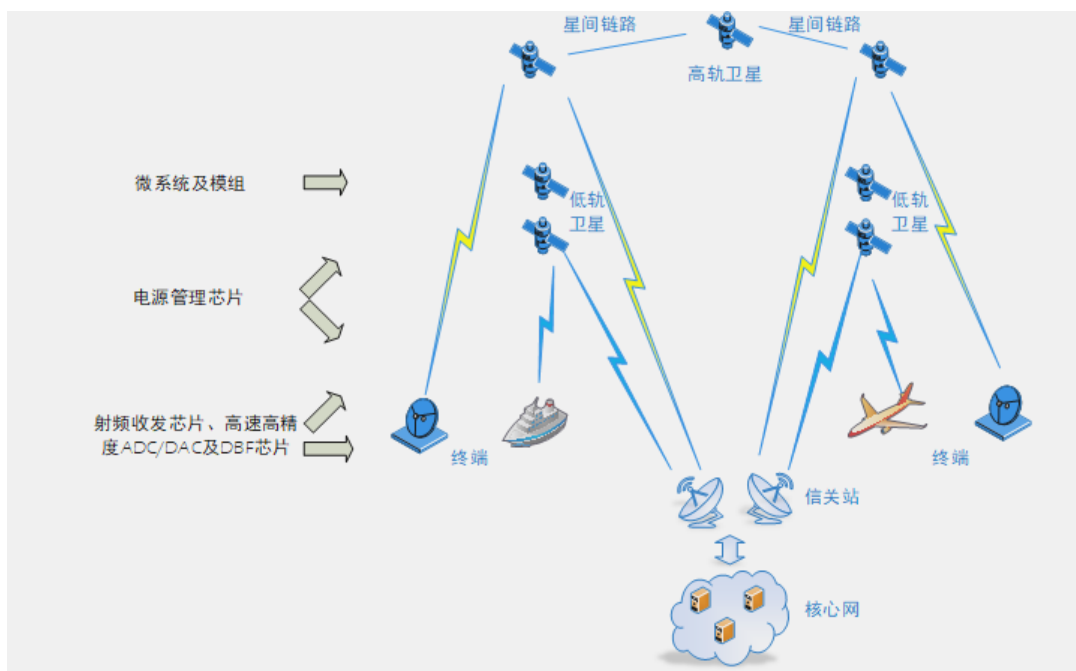 星间链路
星间链路
高轨卫星
微系统及模组
低轨
卫星
低轨
卫星
电源管理芯片
射频收发芯片、高速高精
度ADC/DAC及DBF芯片
终端
终端
信关站
核心网